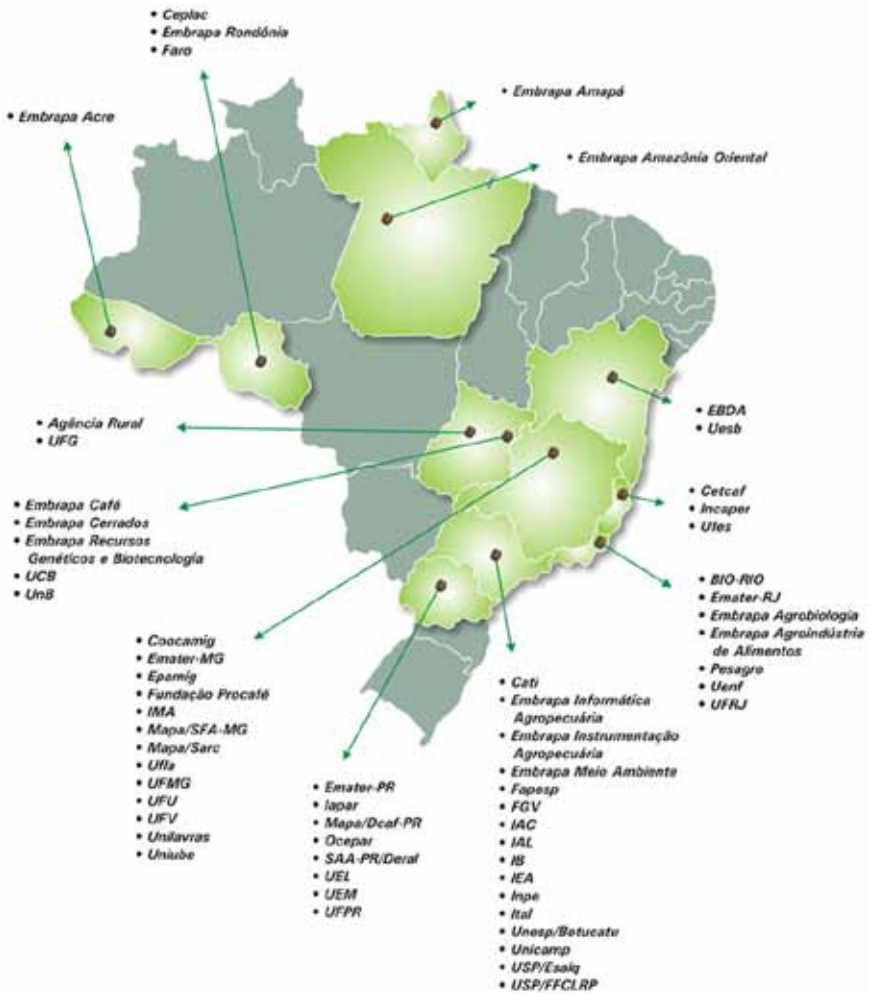 • Ceplac
• Embrapa Rondônia
• Faro
• Embrapa Amapá
• Embrapa Acre
• Embrapa Amazônia Oriental
• EBDA
• Uesb
• Agência Rural
• UFG
• Cetcaf
• Incaper
• Ufes
• Embrapa Café
• Embrapa Cerrados
• Embrapa Recursos
Genéticos e Biotecnologia
• UCB
• UnB
• BIO-RIO
• Emater-RJ
• Embrapa Agrobiologia
• Embrapa Agroindústria
de Alimentos
• Pesagro
• Uenf
• UFRJ
• Coocamig
• Emater-MG
• Epamig
• Fundação Procafé
• IMA
• Mapa/SFA-MG
• Mapa/Sarc
• Ufla
• UFMG
• UFU
• UFV
• Unilavras
• Uniube
• Emater-PR
• Iapar
• Mapa/Dcaf-PR
• Ocepar
• SAA-PR/Deral
• UEL
• UEM
• UFPR
• Cati
• Embrapa Informática
Agropecuária
• Embrapa Instrumentação
Agropecuária
• Embrapa Meio Ambiente
• Fapesp
• FGV
• IAC
• IAL
• IB
• IEA
• Inpe
• Ital
• Unesp/Botucatu
• Unicamp
• USP/Esalq
• USP/FFCLRP